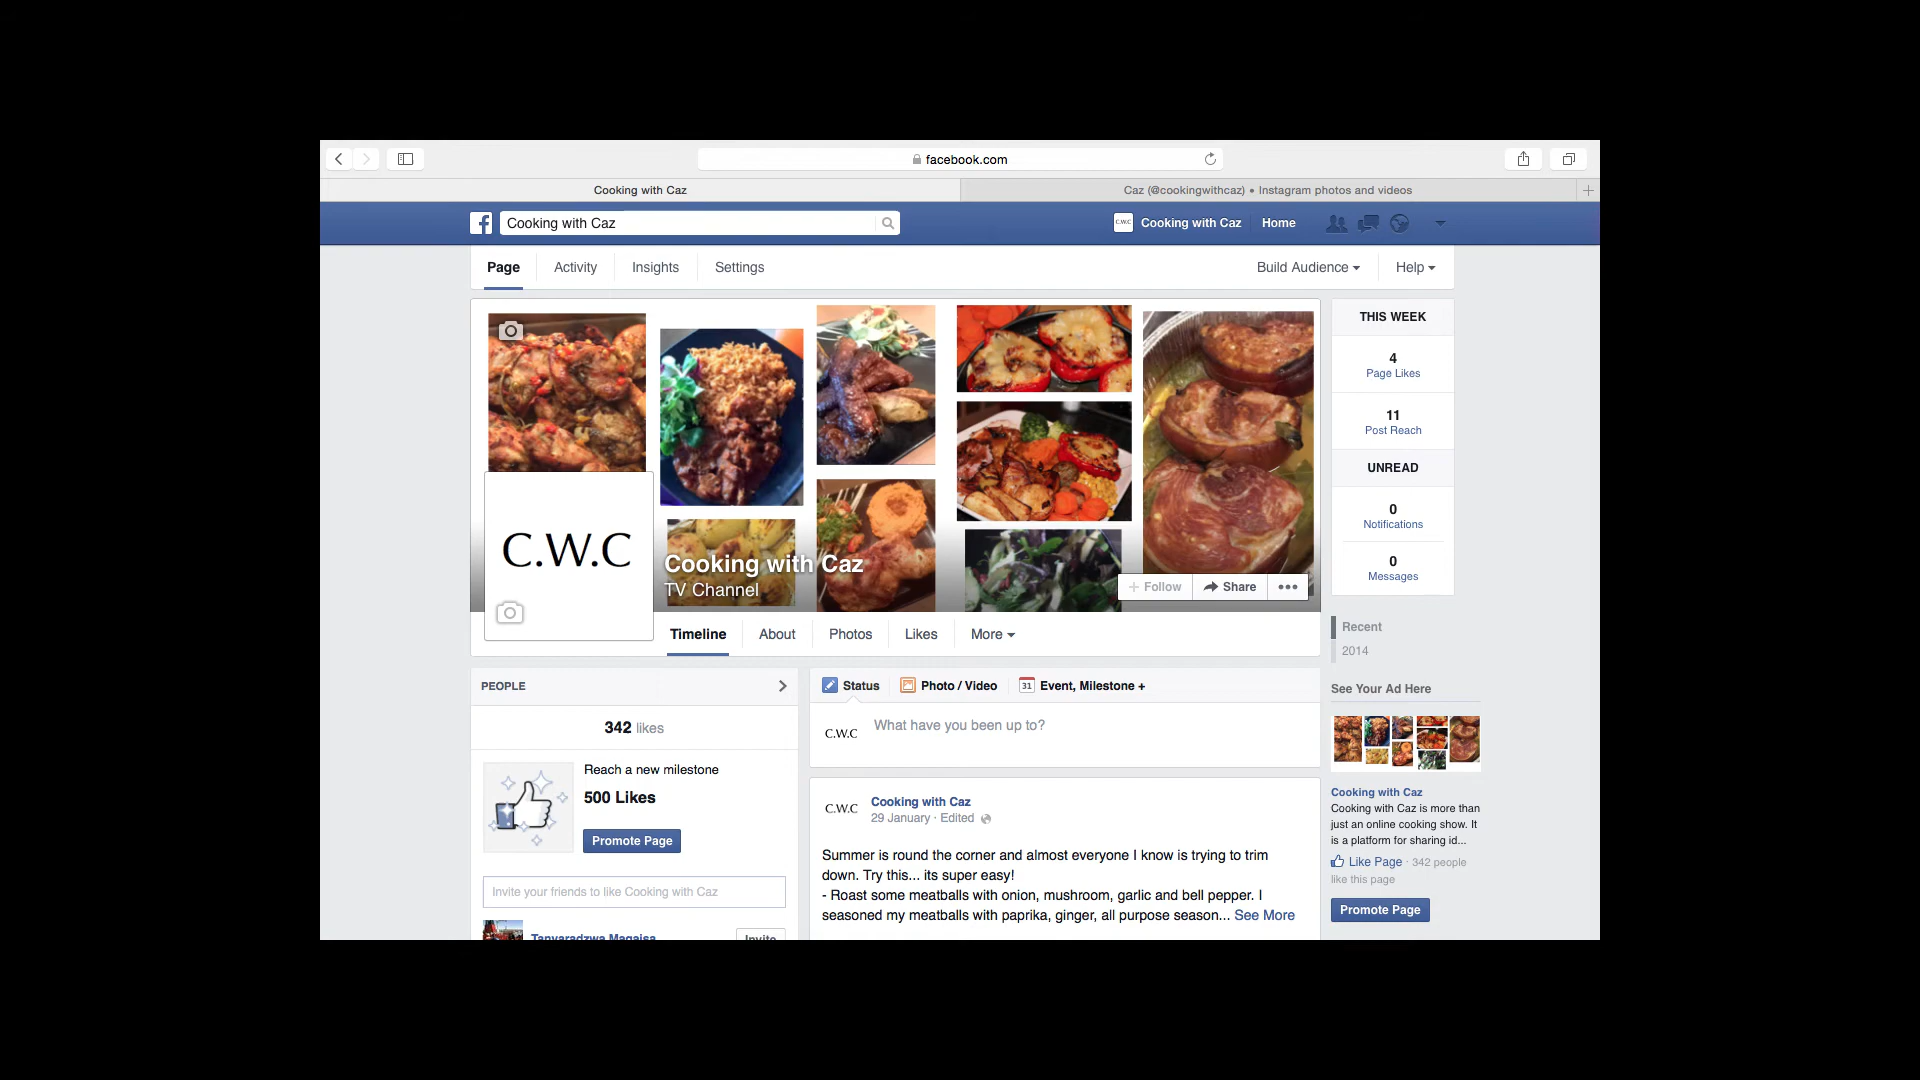 facebook.com
Cooking with Caz
Caz (@cookingwithcaz) • Instagram photos and videos
Cooking with Caz
C.W.C
Cooking with Caz
Home
Page
Activity
Insights
Settings
Build Audience
Help
C.W.C
Cooking with Caz
TV Channel
+ Follow
Share
Timeline
About
Photos
Likes
More
THIS WEEK
4
Page Likes
11
Post Reach
UNREAD
0
Notifications
0
Messages
Recent
2014
PEOPLE
342 likes
Reach a new milestone
500 Likes
Promote Page
Invite your friends to like Cooking with Caz
Tanyaradzwa Magaisa
Invite
Status
Photo / Video
31
Event, Milestone +
C.W.C
What have you been up to?
C.W.C
Cooking with Caz
29 January · Edited
Summer is round the corner and almost everyone I know is trying to trim
down. Try this... its super easy!
- Roast some meatballs with onion, mushroom, garlic and bell pepper. I
seasoned my meatballs with paprika, ginger, all purpose season... See More
See Your Ad Here
Cooking with Caz
Cooking with Caz is more than
just an online cooking show. It
is a platform for sharing id...
Like Page · 342 people
like this page
Promote Page